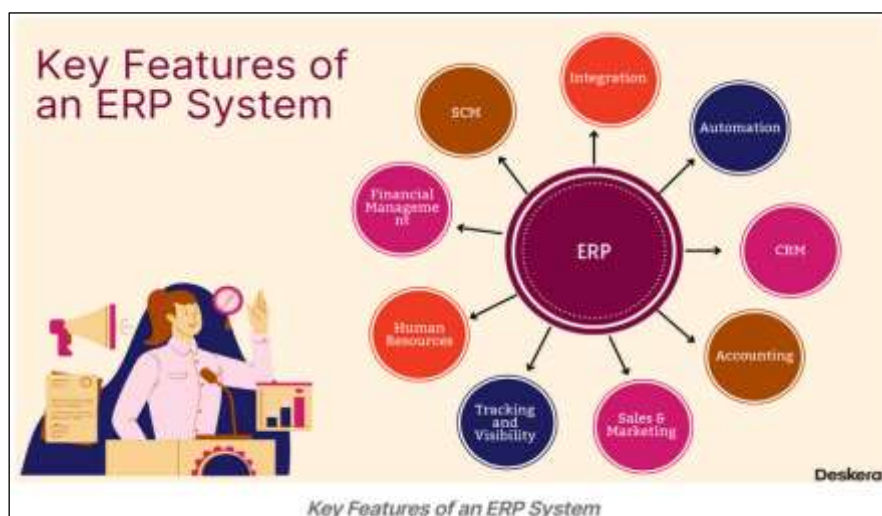 Key Features of
an ERP System
Integration
SCM
Automation
Financial
Manageme
nt
ERP
CRM
Human
Resources
Accounting
Tracking
and
Visibility
Sales &
Marketing
Deskera
Key Features of an ERP System